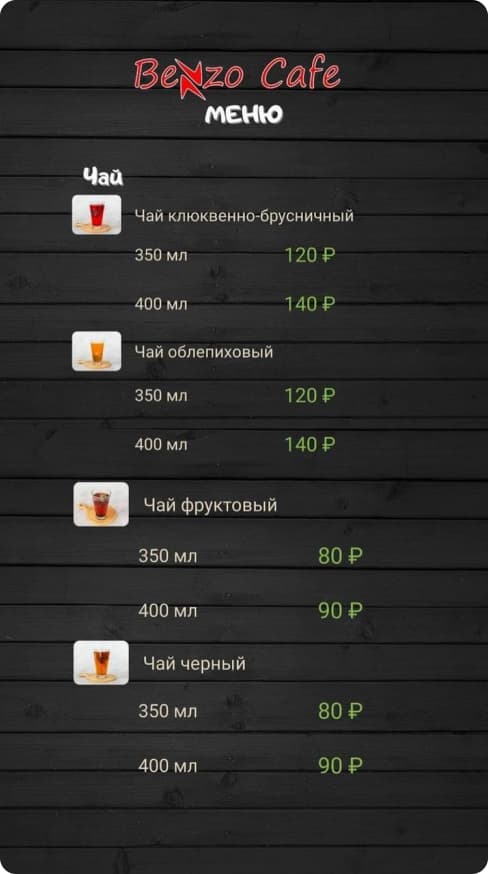 Benzo Cafe
МЕНЮ
Чай
Чай клюквенно-брусничный
350 мл 120 ₽
400 мл 140 ₽
Чай облепиховый
350 мл 120 ₽
400 мл 140 ₽
Чай фруктовый
350 мл 80 ₽
400 мл 90 ₽
Чай черный
350 мл 80 ₽
400 мл 90 ₽